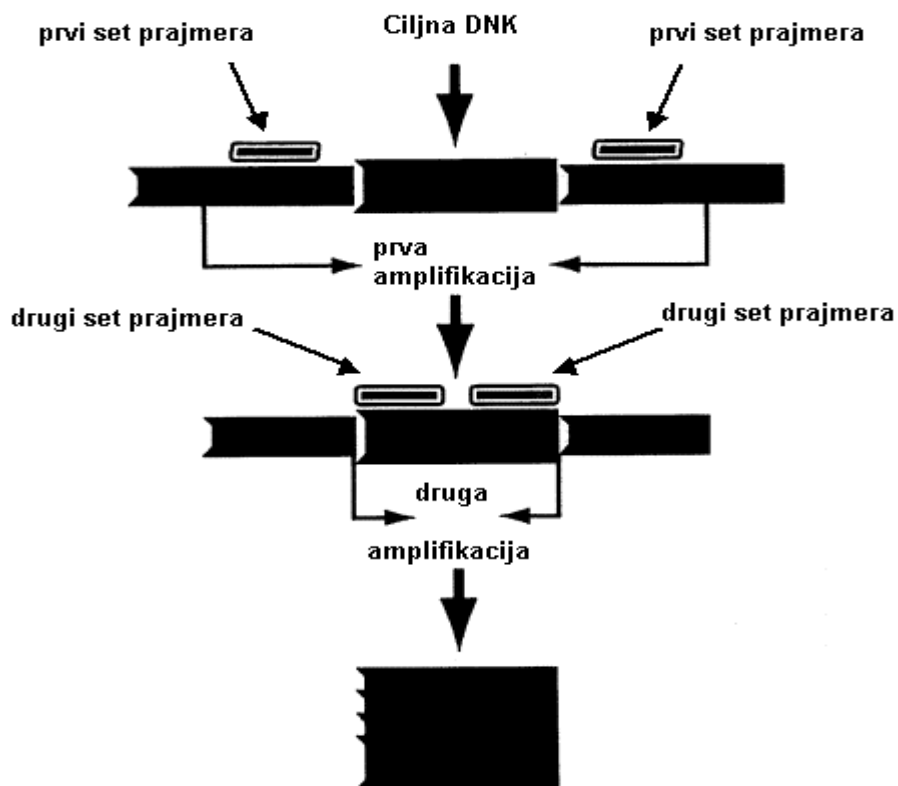 prvi set prajmera
Ciljna DNK
prvi set prajmera
prva
amplifikacija
drugi set prajmera
drugi set prajmera
druga
amplifikacija